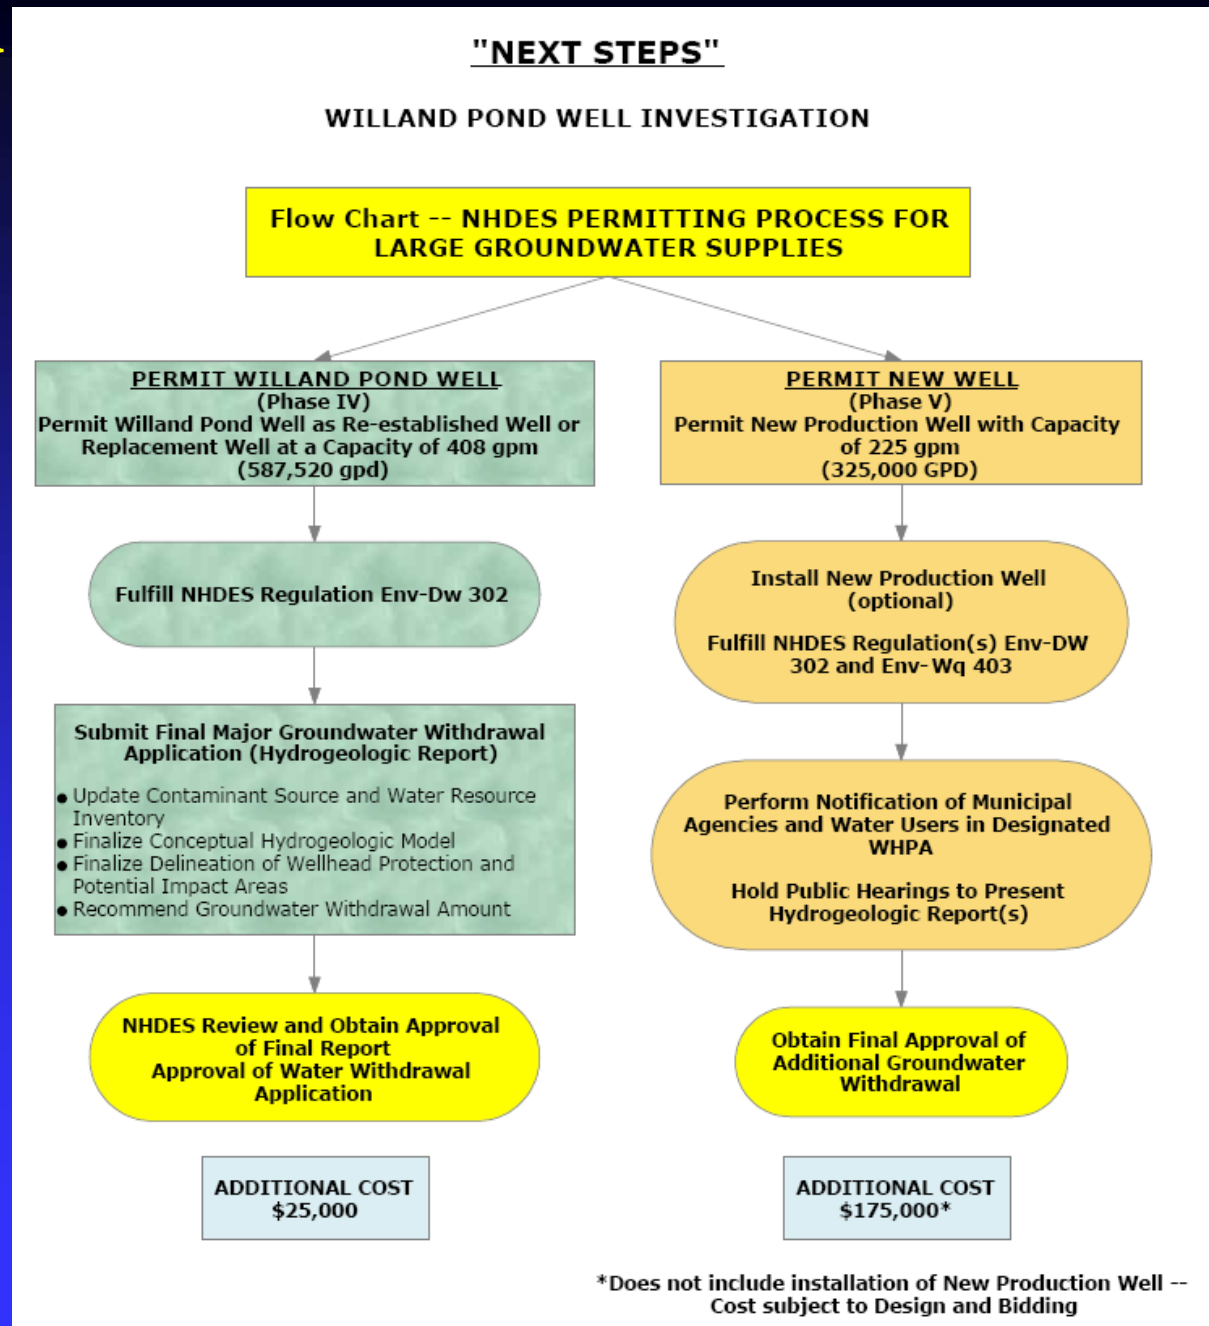 "NEXT STEPS"
WILLAND POND WELL INVESTIGATION
Flow Chart -- NHDES PERMITTING PROCESS FOR
LARGE GROUNDWATER SUPPLIES
PERMIT WILLAND POND WELL
(Phase IV)
Permit Willand Pond Well as Re-established Well or
Replacement Well at a Capacity of 408 gpm
(587,520 gpd)
Fulfill NHDES Regulation Env-Dw 302
Submit Final Major Groundwater Withdrawal
Application (Hydrogeologic Report)
● Update Contaminant Source and Water Resource
Inventory
● Finalize Conceptual Hydrogeologic Model
● Finalize Delineation of Wellhead Protection and
Potential Impact Areas
● Recommend Groundwater Withdrawal Amount
NHDES Review and Obtain Approval
of Final Report
Approval of Water Withdrawal
Application
ADDITIONAL COST
$25,000
PERMIT NEW WELL
(Phase V)
Permit New Production Well with Capacity
of 225 gpm
(325,000 GPD)
Install New Production Well
(optional)
Fulfill NHDES Regulation(s) Env-DW
302 and Env-Wq 403
Perform Notification of Municipal
Agencies and Water Users in Designated
WHPA
Hold Public Hearings to Present
Hydrogeologic Report(s)
Obtain Final Approval of
Additional Groundwater
Withdrawal
ADDITIONAL COST
$175,000*
*Does not include installation of New Production Well --
Cost subject to Design and Bidding